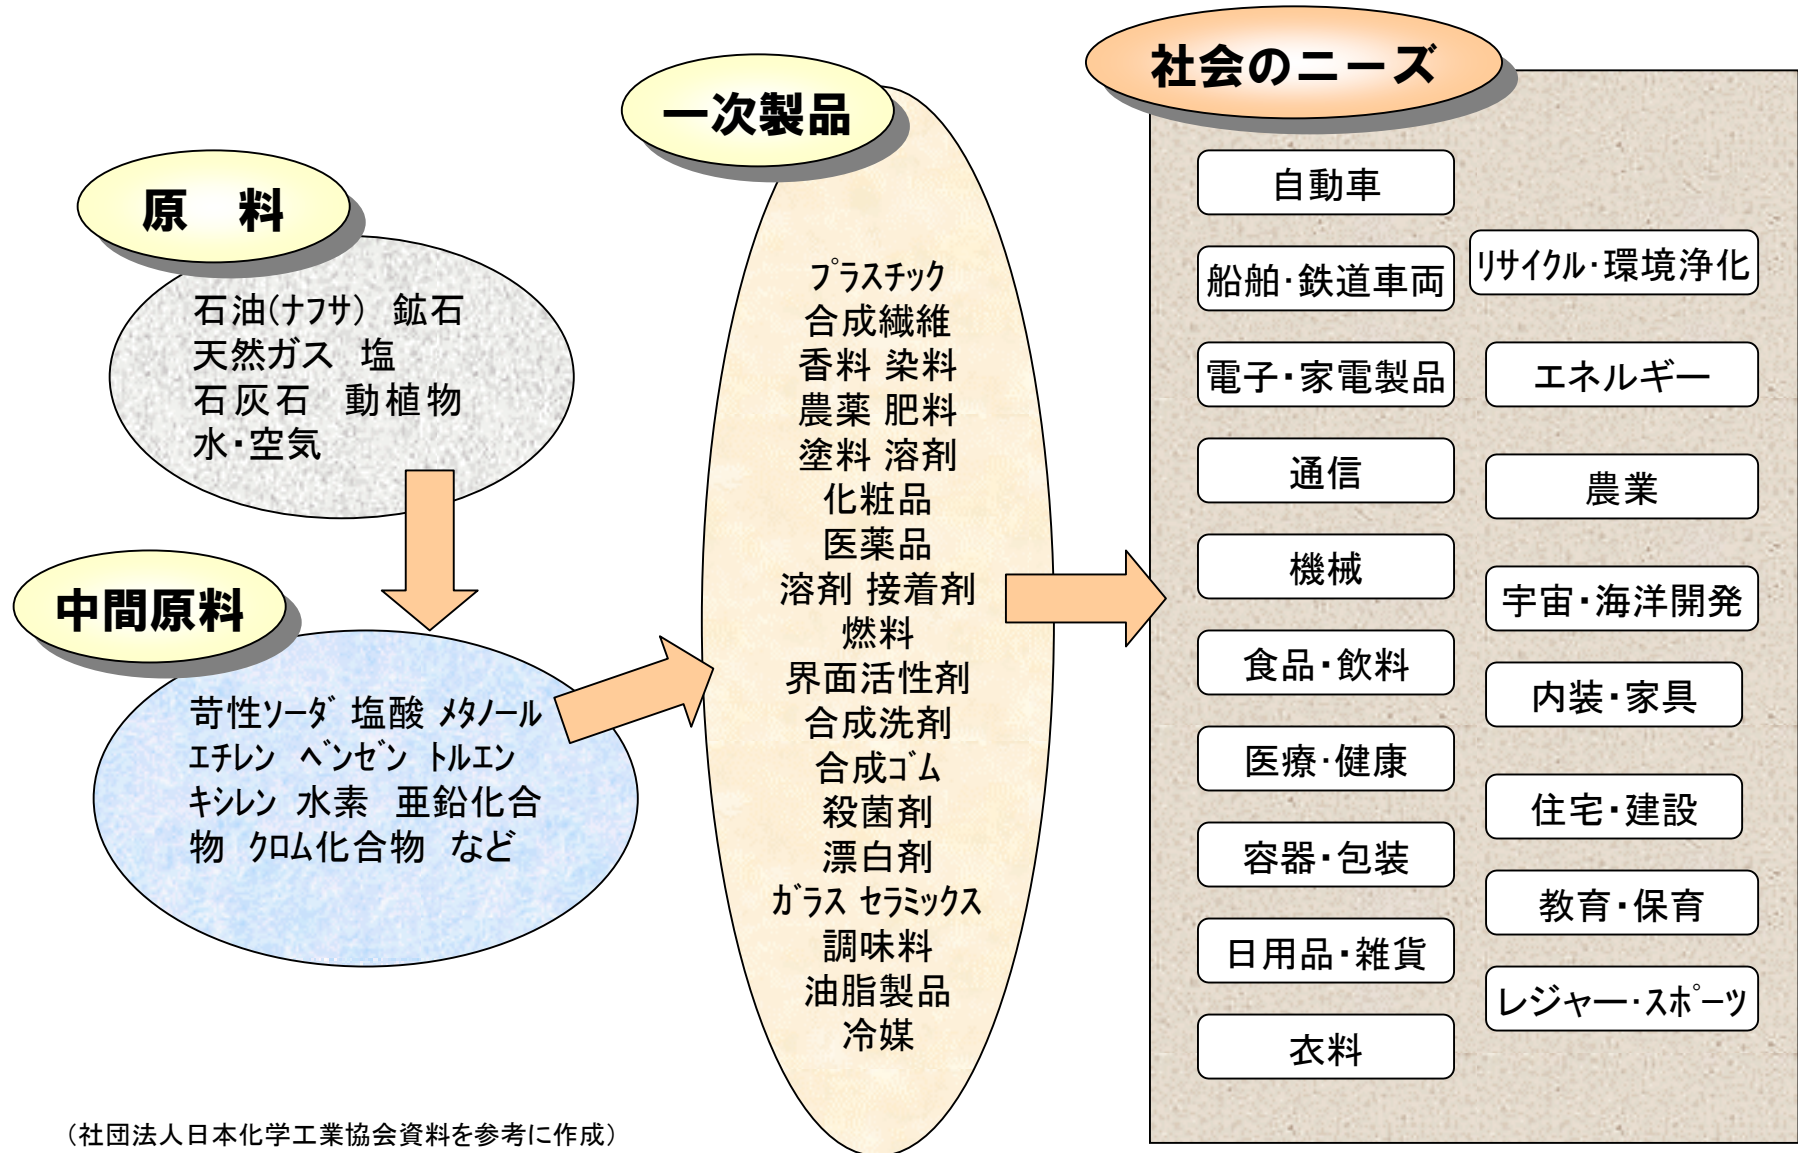 原　料
石油(ナフサ)　鉱石
天然ガス　塩
石灰石　動植物
水・空気
中間原料
苛性ｿｰﾀﾞ 塩酸 ﾒﾀﾉｰﾙ
ｴﾁﾚﾝ　ﾍﾞﾝｾﾞﾝ　ﾄﾙｴﾝ
ｷｼﾚﾝ　水素　亜鉛化合
物　ｸﾛﾑ化合物　など
一次製品
ﾌﾟﾗｽﾁｯｸ
合成繊維
香料 染料
農薬 肥料
塗料 溶剤
化粧品
医薬品
溶剤 接着剤
燃料
界面活性剤
合成洗剤
合成ｺﾞﾑ
殺菌剤
漂白剤
ｶﾞﾗｽ ｾﾗﾐｯｸｽ
調味料
油脂製品
冷媒
社会のニーズ
自動車
船舶・鉄道車両
電子・家電製品
通信
機械
食品・飲料
医療・健康
容器・包装
日用品・雑貨
衣料
ﾘｻｲｸﾙ・環境浄化
エネルギー
農業
宇宙・海洋開発
内装・家具
住宅・建設
教育・保育
レジャー・ｽﾎﾟｰﾂ
（社団法人日本化学工業協会資料を参考に作成）